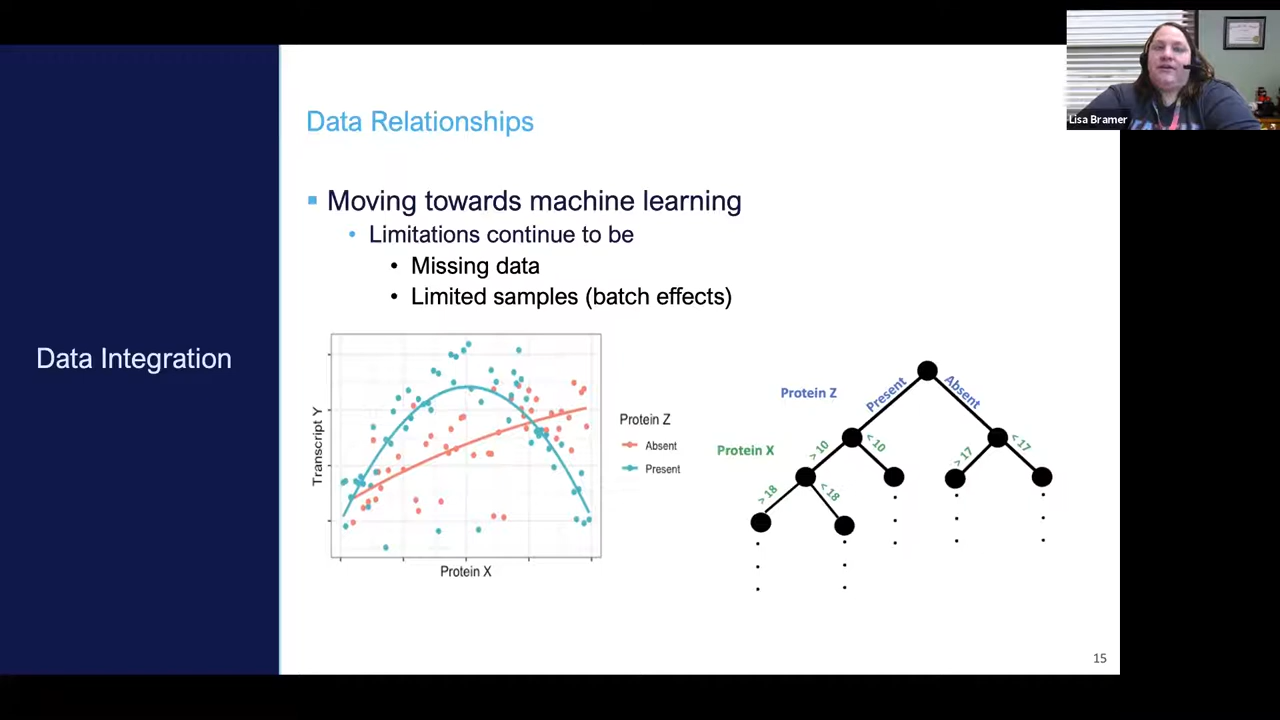 Lisa Bramer
Data Integration
Data Relationships
Moving towards machine learning
Limitations continue to be
Missing data
Limited samples (batch effects)
Transcript Y
Protein X
Protein Z
Absent
Present
Protein Z
Present
Absent
Protein X
> 10
< 10
> 17
< 17
> 18
< 18
15